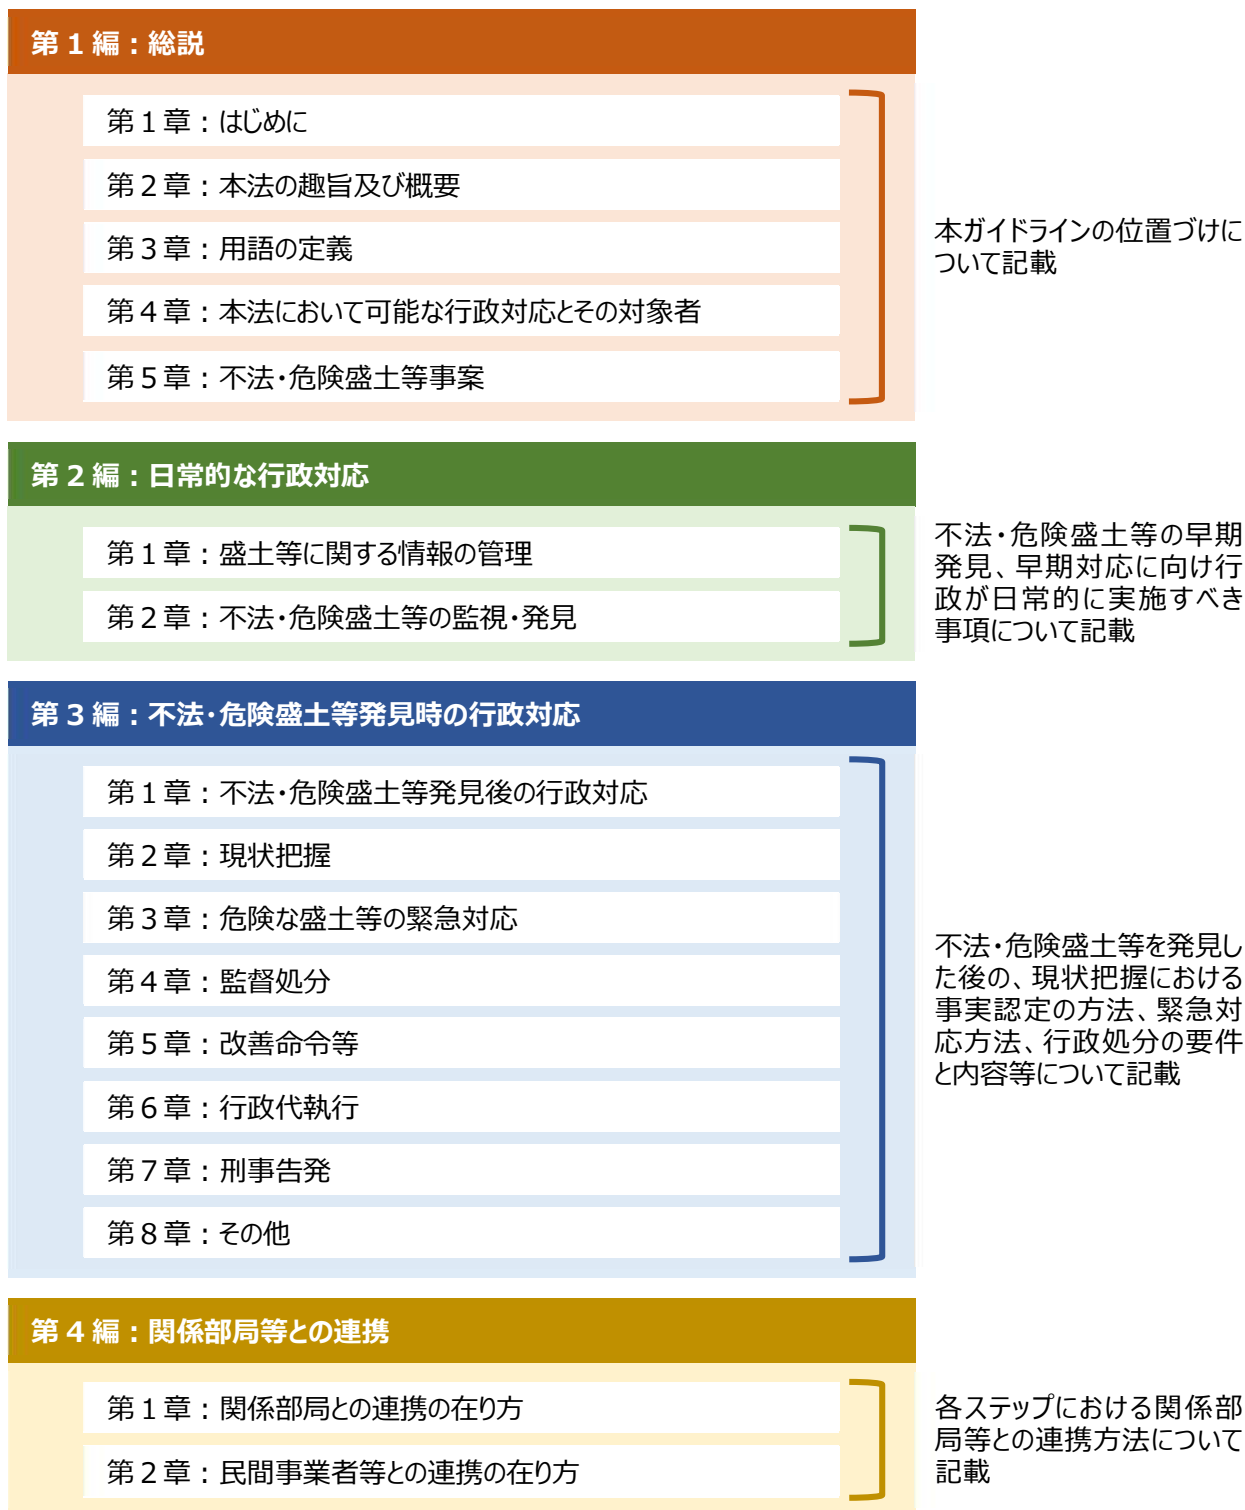 第1編：総説
第1章：はじめに
第2章：本法の趣旨及び概要
第3章：用語の定義
第4章：本法において可能な行政対応とその対象者
第5章：不法・危険盛土等事案
本ガイドラインの位置づけに
ついて記載
第2編：日常的な行政対応
第1章：盛土等に関する情報の管理
第2章：不法・危険盛土等の監視・発見
不法・危険盛土等の早期
発見、早期対応に向け行
政が日常的に実施すべき
事項について記載
第3編：不法・危険盛土等発見時の行政対応
第1章：不法・危険盛土等発見後の行政対応
第2章：現状把握
第3章：危険な盛土等の緊急対応
第4章：監督処分
第5章：改善命令等
第6章：行政代執行
第7章：刑事告発
第8章：その他
不法・危険盛土等を発見し
た後の、現状把握における
事実認定の方法、緊急対
応方法、行政処分の要件
と内容等について記載
第4編：関係部局等との連携
第1章：関係部局との連携の在り方
第2章：民間事業者等との連携の在り方
各ステップにおける関係部
局等との連携方法について
記載